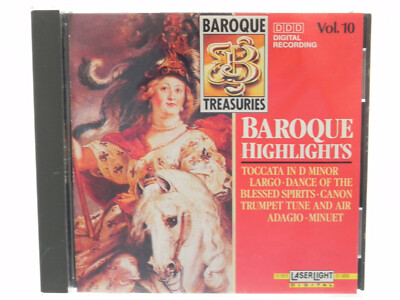 BAROQUE
B
TREASURIES
DDD
DIGITAL
RECORDING
Vol. 10
BAROQUE
HIGHLIGHTS
TOCCATA IN D MINOR
LARGO·DANCE OF THE
BLESSED SPIRITS·CANON
TRUMPET TUNE AND AIR
ADAGIO·MINUET
LASERLIGHT
DIGITAL